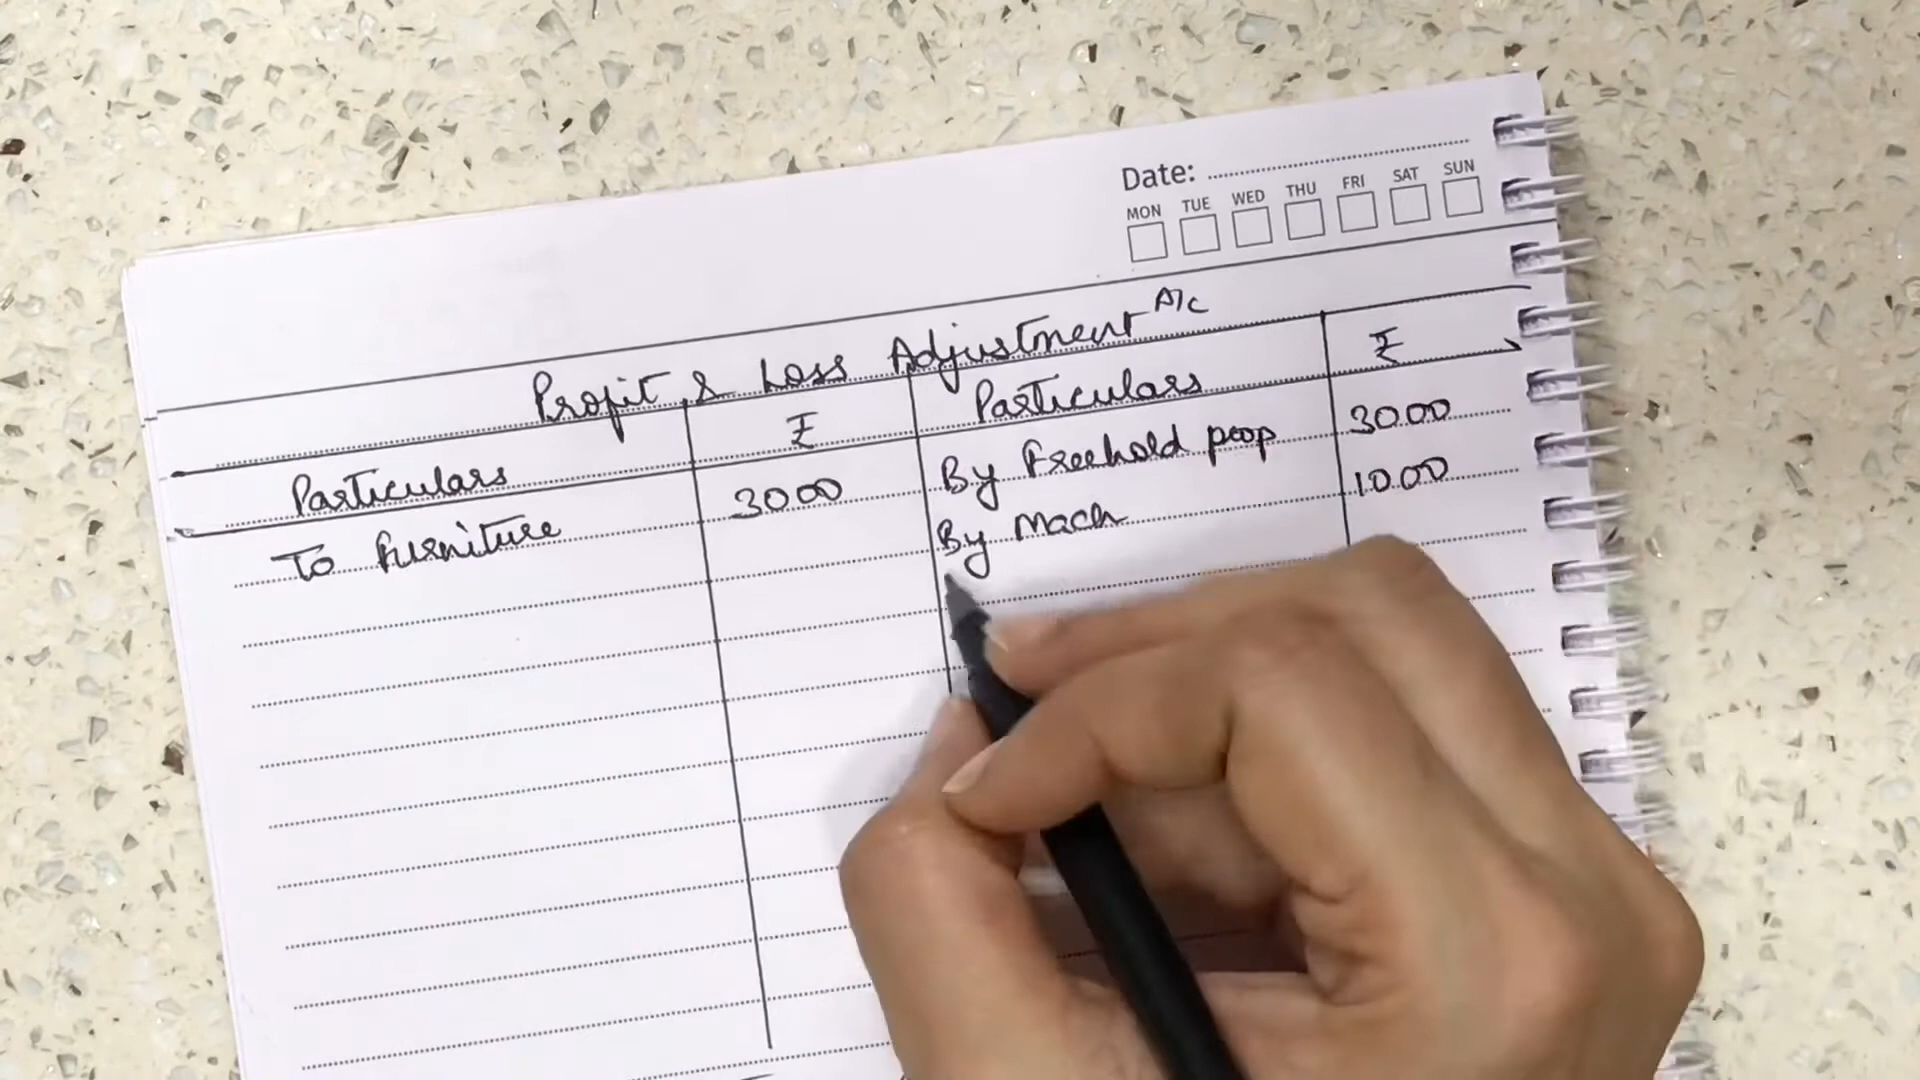 Date:
MON TUE WED THU FRI SAT SUN
Profit & Loss Adjustment A/c
Particulars ₹ Particulars ₹
To Furniture 3000 By Freehold prop 3000
By Mach 1000